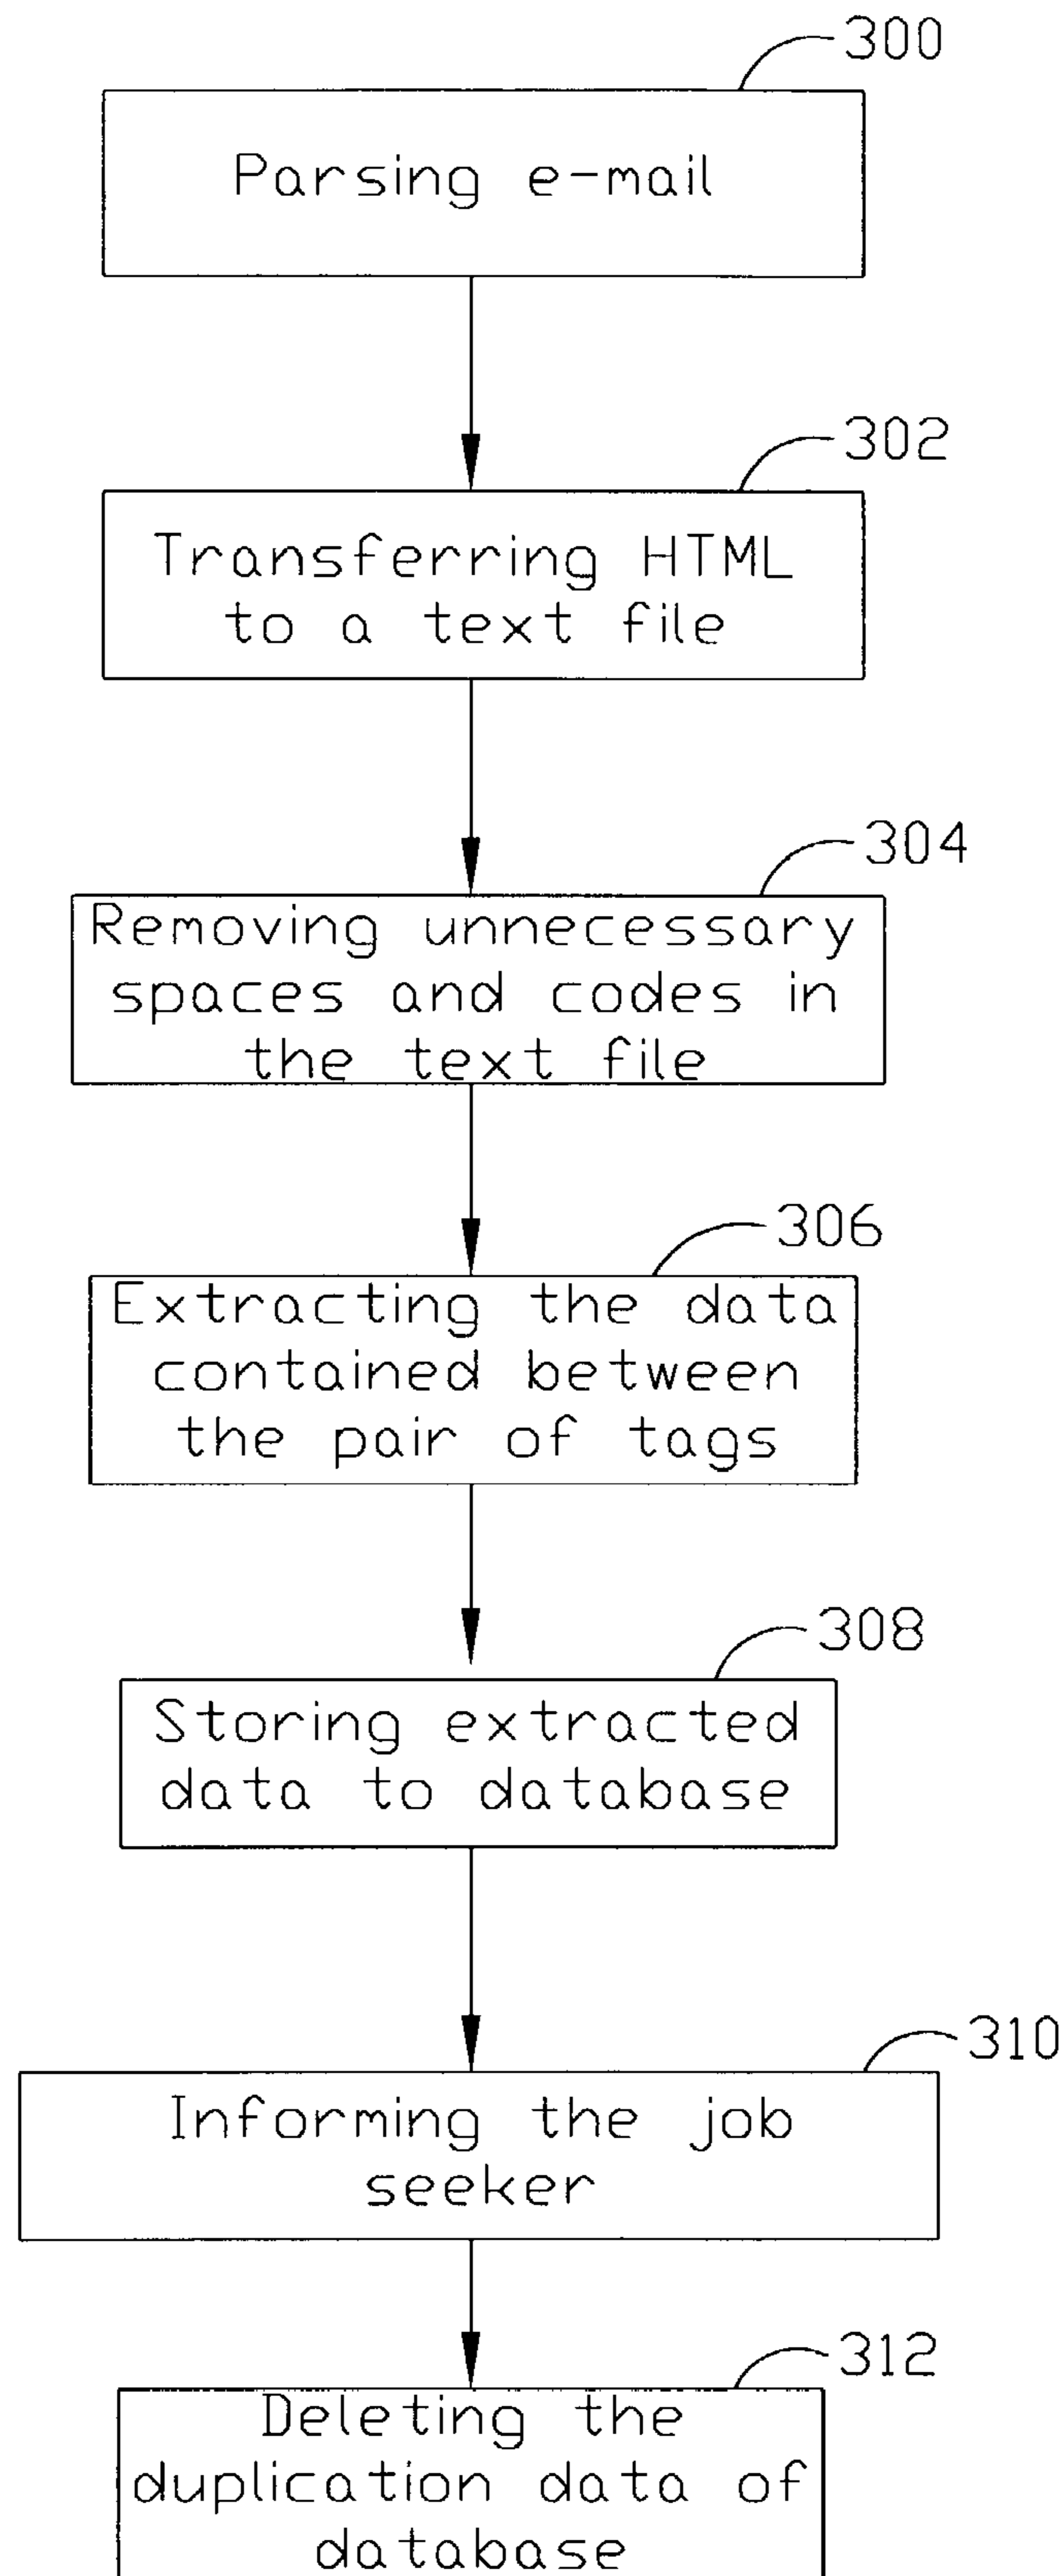 300
Parsing e-mail
302
Transferring HTML
to a text file
304
Removing unnecessary
spaces and codes in
the text file
306
Extracting the data
contained between
the pair of tags
308
Storing extracted
data to database
310
Informing the job
seeker
312
Deleting the
duplication data of
database